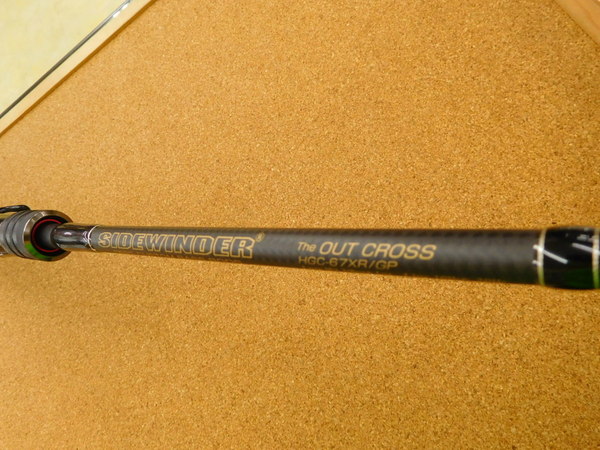 SIDEWINDER®
The OUT CROSS
HGC-67XR/GP